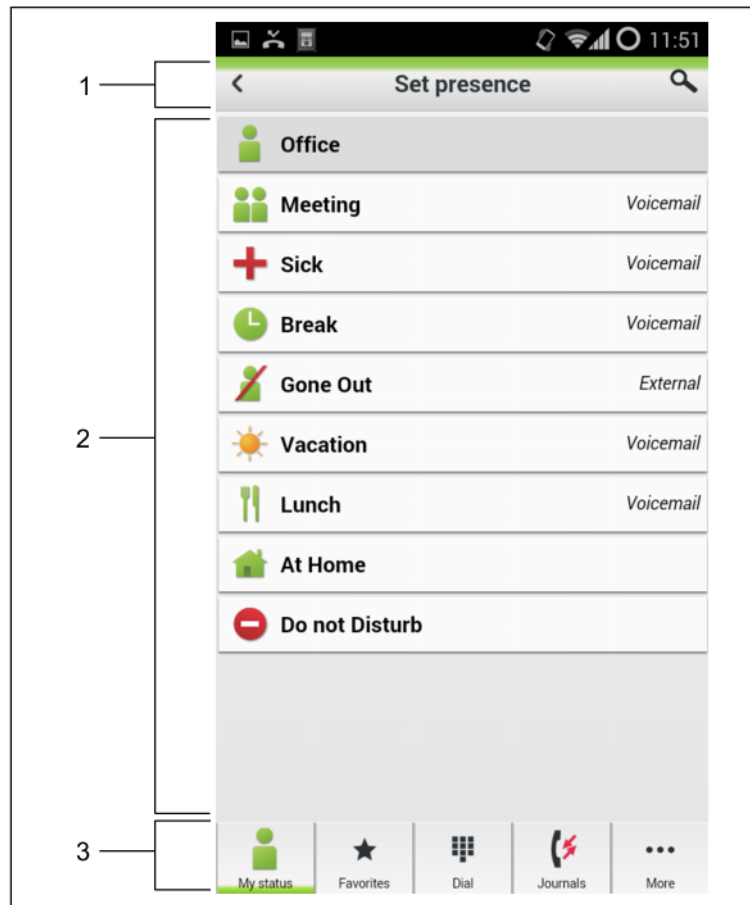 11:51
1
Set presence
Office
Meeting Voicemail
Sick Voicemail
Break Voicemail
Gone Out External
2
Vacation Voicemail
Lunch Voicemail
At Home
Do not Disturb
3
My status Favorites Dial Journals More